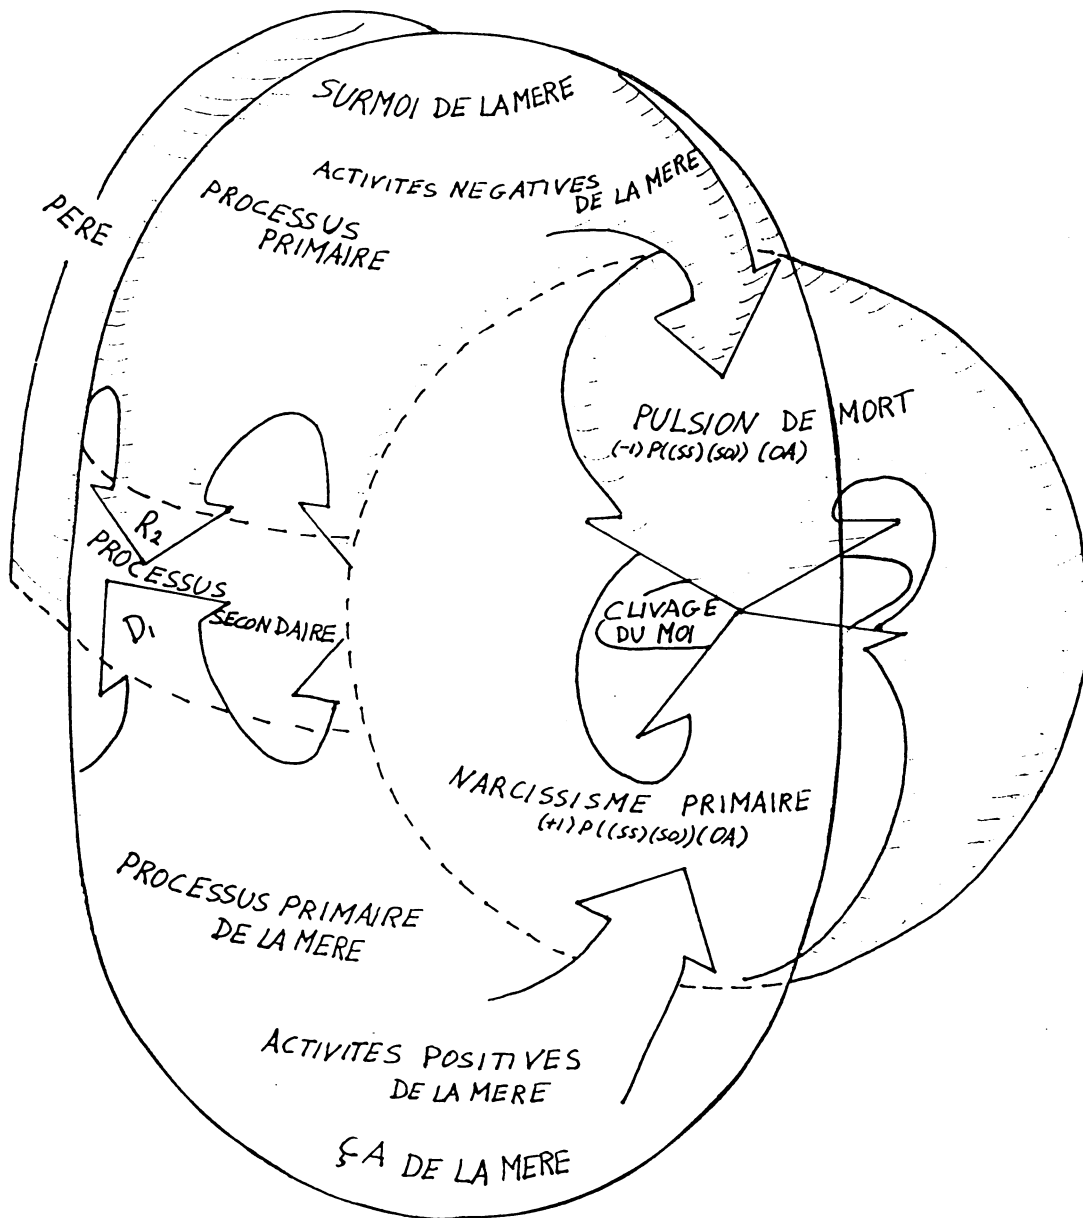 SURMOI DE LA MERE
ACTIVITES NEGATIVES
DE LA MERE
PROCESSUS
PRIMAIRE
PERE
PULSION DE MORT
(-1) P((SS)(SO)) (OA)
R2
PROCESSUS
SECONDAIRE
D1
CLIVAGE
DU MOI
NARCISSISME PRIMAIRE
(+1) P((SS)(SO))(OA)
PROCESSUS PRIMAIRE
DE LA MERE
ACTIVITES POSITIVES
DE LA MERE
ÇA DE LA MERE